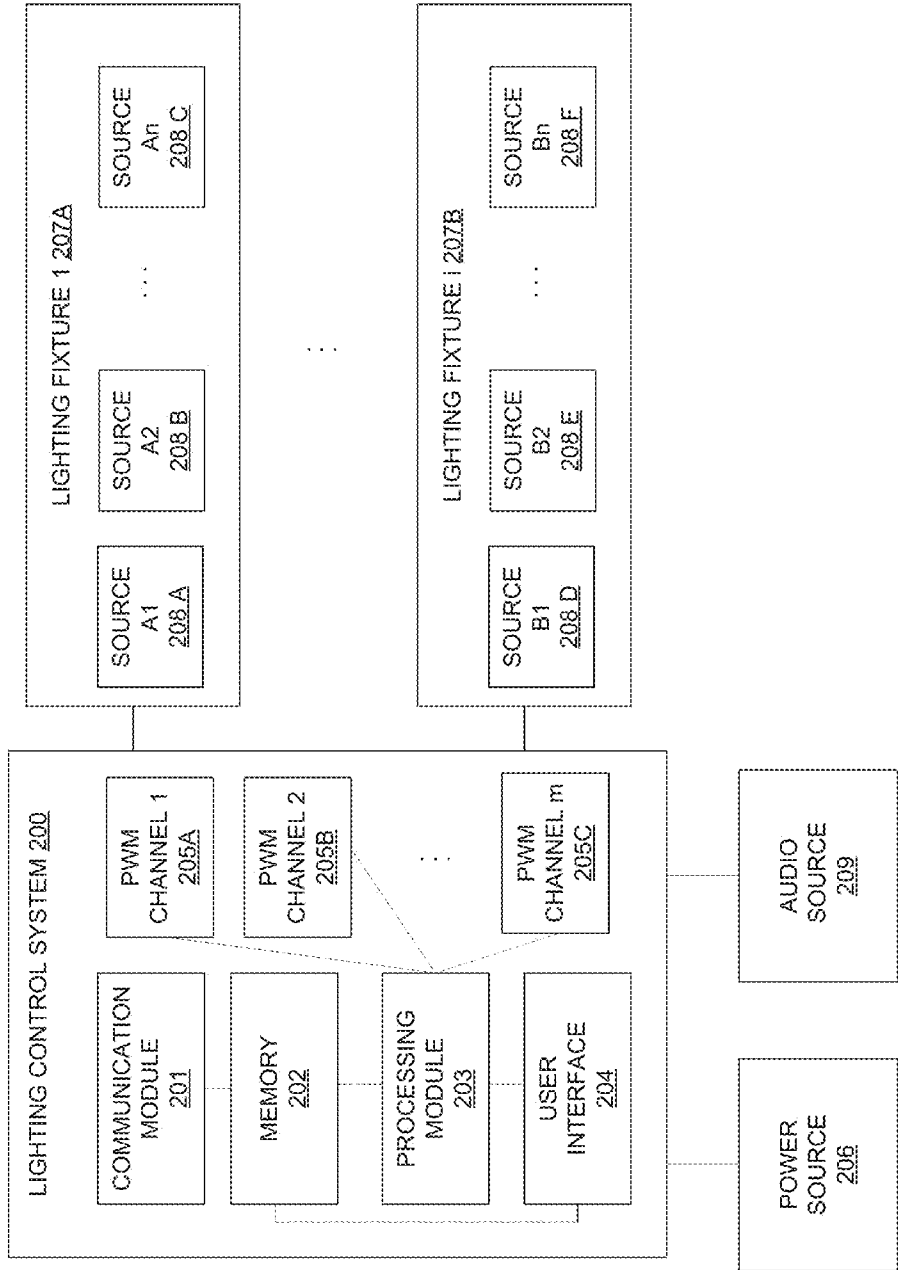 LIGHTING CONTROL SYSTEM 200
COMMUNICATION
MODULE
201
MEMORY
202
PROCESSING
MODULE
203
USER
INTERFACE
204
PWM
CHANNEL 1
205A
PWM
CHANNEL 2
205B
. . .
PWM
CHANNEL m
205C
POWER
SOURCE
206
AUDIO
SOURCE
209
LIGHTING FIXTURE 1 207A
SOURCE
A1
208 A
SOURCE
A2
208 B
. . .
SOURCE
An
208 C
. . .
LIGHTING FIXTURE i 207B
SOURCE
B1
208 D
SOURCE
B2
208 E
. . .
SOURCE
Bn
208 F